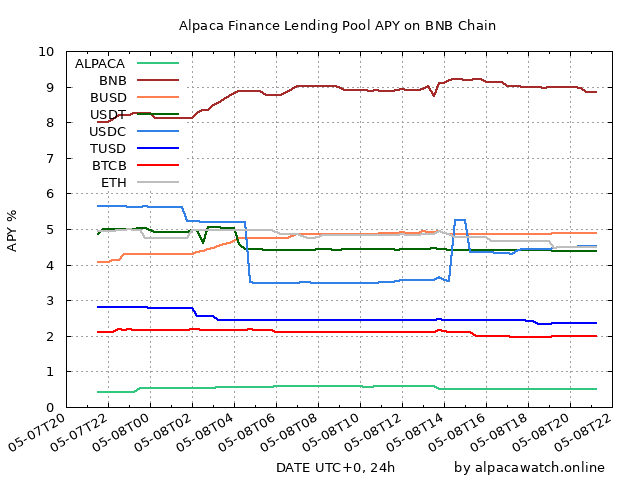 Alpaca Finance Lending Pool APY on BNB Chain
10
9
8
7
6
5
4
3
2
1
0
APY %
ALPACA
BNB
BUSD
USDT
USDC
TUSD
BTCB
ETH
05-07T20
05-07T22
05-08T00
05-08T02
05-08T04
05-08T06
05-08T08
05-08T10
05-08T12
05-08T14
05-08T16
05-08T18
05-08T20
05-08T22
DATE UTC+0, 24h
by alpacawatch.online